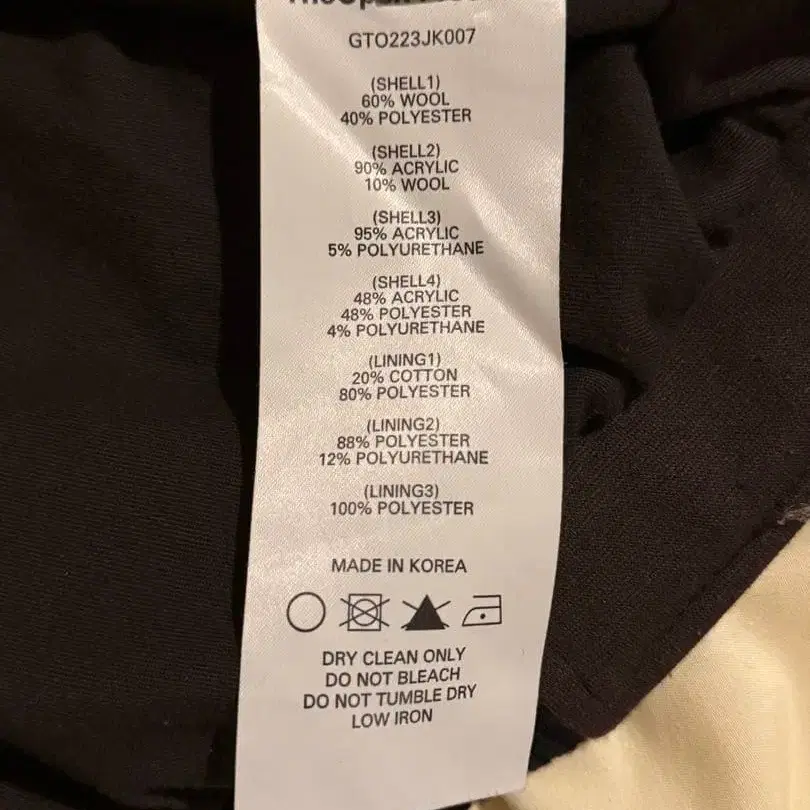 GTO223JK007
(SHELL1)
60% WOOL
40% POLYESTER
(SHELL2)
90% ACRYLIC
10% WOOL
(SHELL3)
95% ACRYLIC
5% POLYURETHANE
(SHELL4)
48% ACRYLIC
48% POLYESTER
4% POLYURETHANE
(LINING1)
20% COTTON
80% POLYESTER
(LINING2)
88% POLYESTER
12% POLYURETHANE
(LINING3)
100% POLYESTER
MADE IN KOREA
DRY CLEAN ONLY
DO NOT BLEACH
DO NOT TUMBLE DRY
LOW IRON